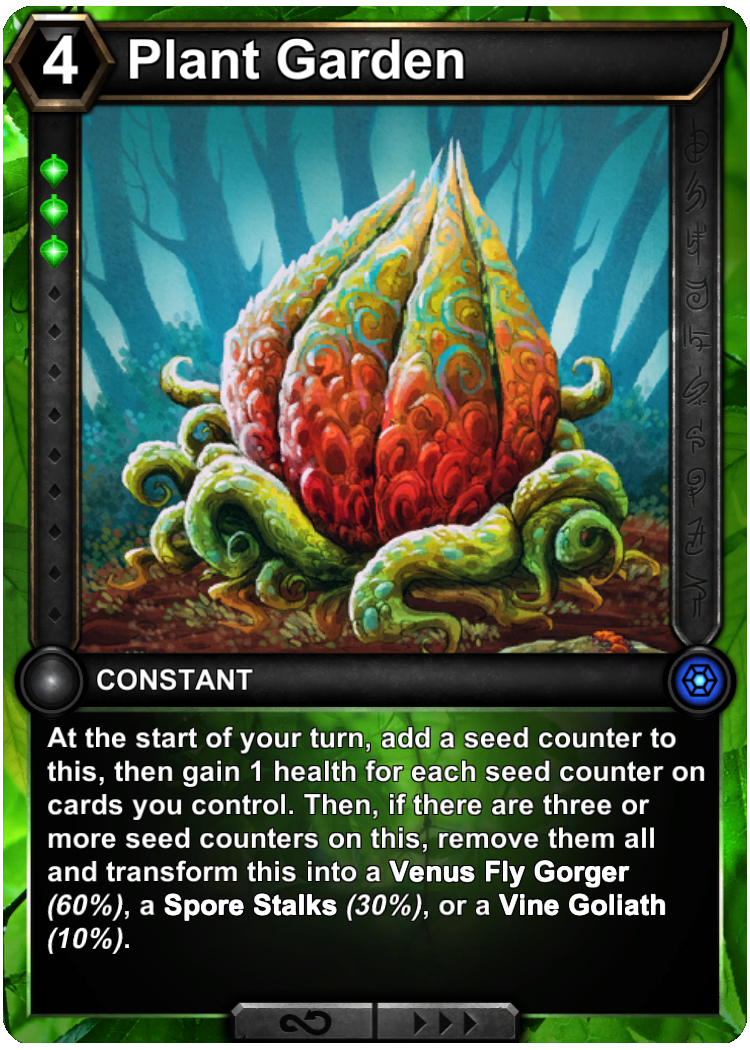 4
Plant Garden
CONSTANT
At the start of your turn, add a seed counter to
this, then gain 1 health for each seed counter on
cards you control. Then, if there are three or
more seed counters on this, remove them all
and transform this into a Venus Fly Gorger
(60%), a Spore Stalks (30%), or a Vine Goliath
(10%).